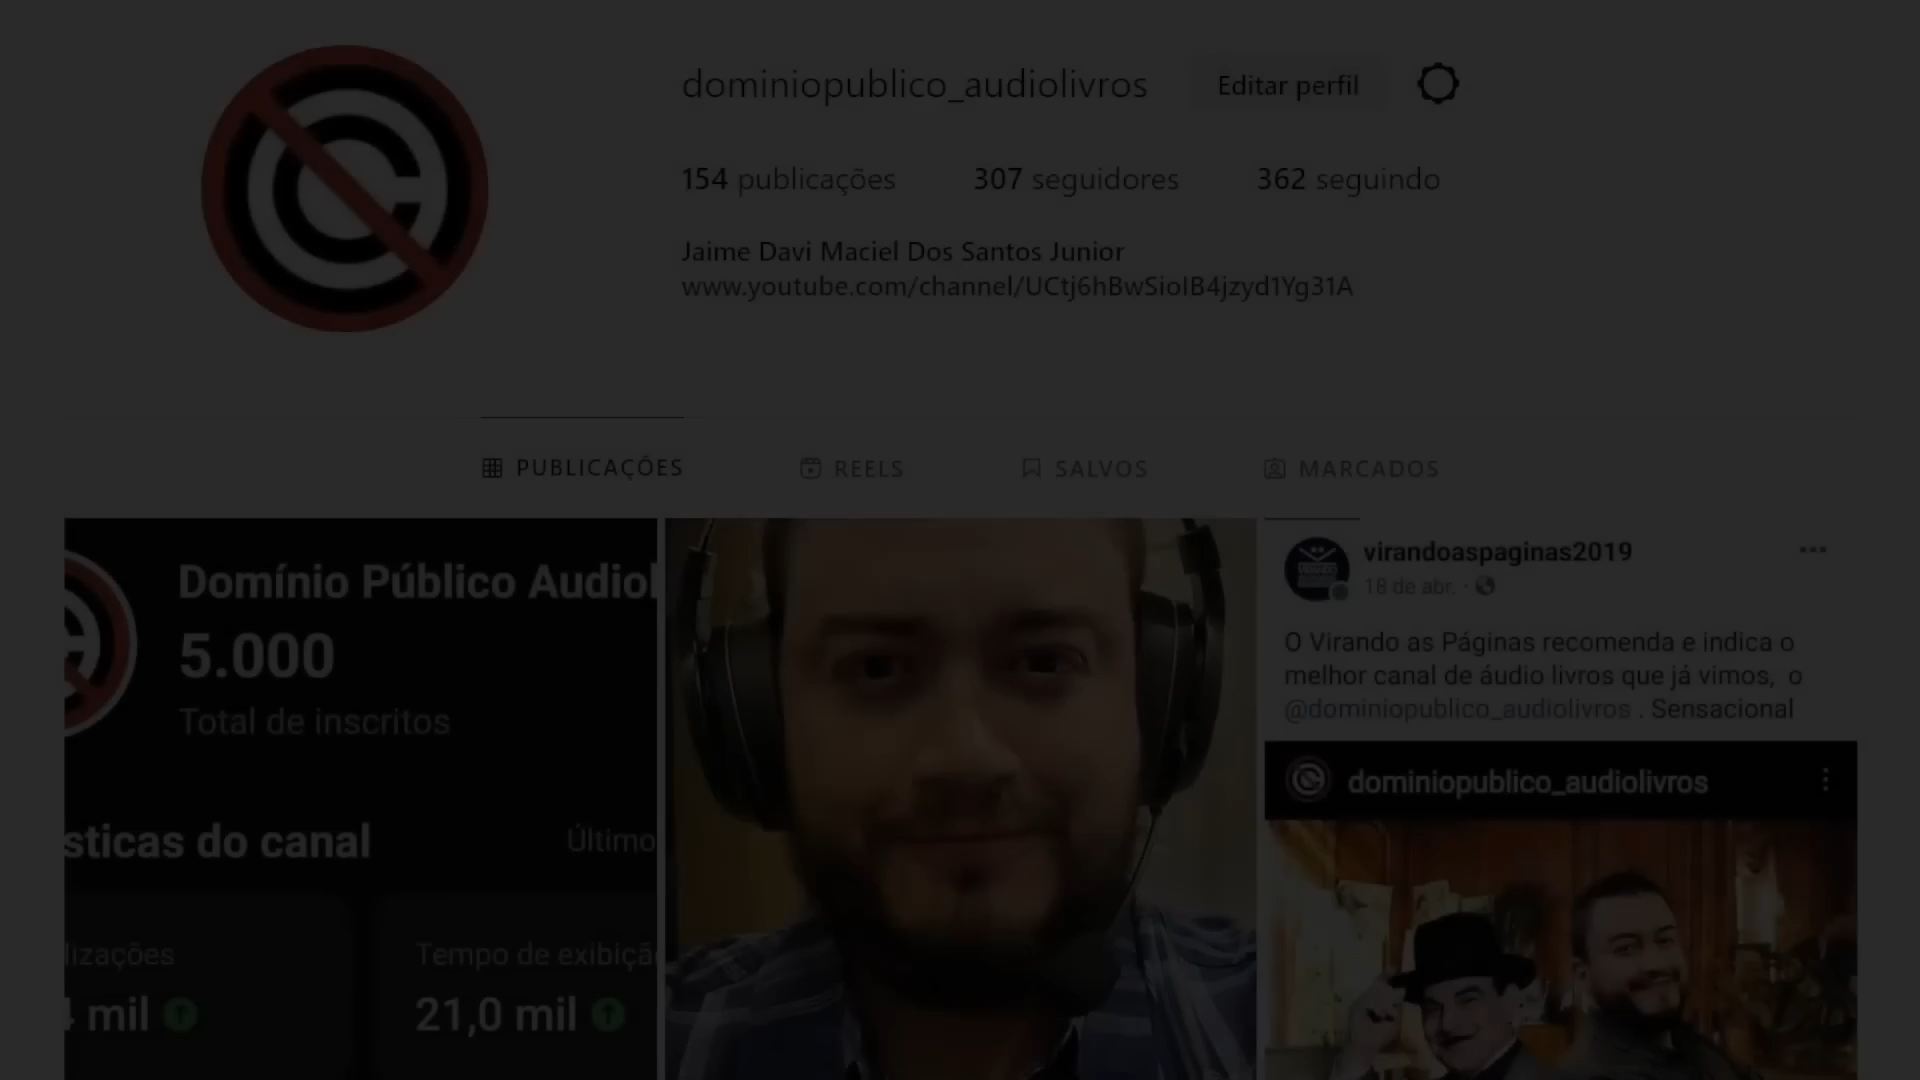 dominiopublico_audiolivros Editar perfil
154 publicações 307 seguidores 362 seguindo
Jaime Davi Maciel Dos Santos Junior
www.youtube.com/channel/UCtj6hBwSioIB4jzyd1Yg31A
PUBLICAÇÕES REELS SALVOS MARCADOS
Domínio Público Audiol
5.000
Total de inscritos
sticas do canal Último
lizações Tempo de exibiçã
mil 21,0 mil
virandoaspaginas2019
18 de abr. ·
O Virando as Páginas recomenda e indica o
melhor canal de áudio livros que já vimos, o
@dominiopublico_audiolivros . Sensacional
dominiopublico_audiolivros